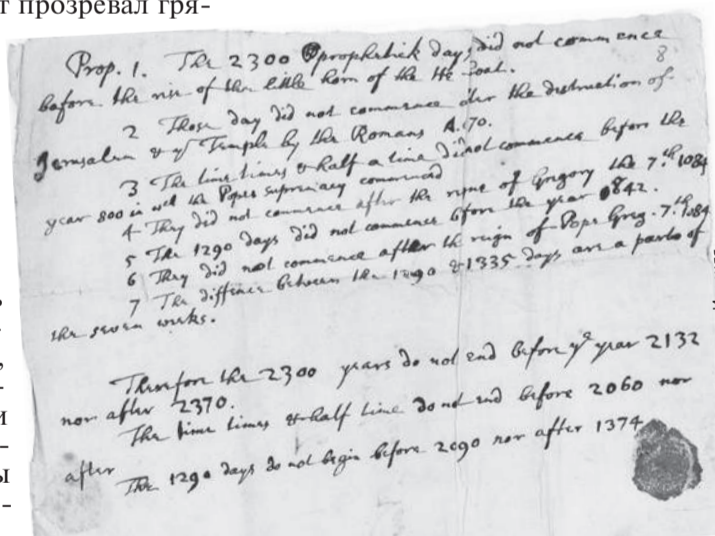 т прозревал гря-
Prop. 1. The 2300 prophetick days did not commence
before the rise of the little horn of the He Goat.
8
2 Those day did not commence after the destruction of
Jerusalem & ye Temple by the Romans A. 70.
3 The time times & half a time did not commence before the
year 800 in wch the Popes supremacy commenced
4 They did not commence after the reigne of Gregory the 7th. 1084
5 The 1290 days did not commence before the year 842.
6 They did not commence after the reign of Pope Greg. 7th. 1084
7 The diffence between the 1290 & 1335 days are a parts of
the seven weeks.
Therefore the 2300 years do not end before ye year 2132
nor after 2370.
The time times & half time do not end before 2060 nor
after
The 1290 days do not begin before 2090 nor after 1374
,
и
ы